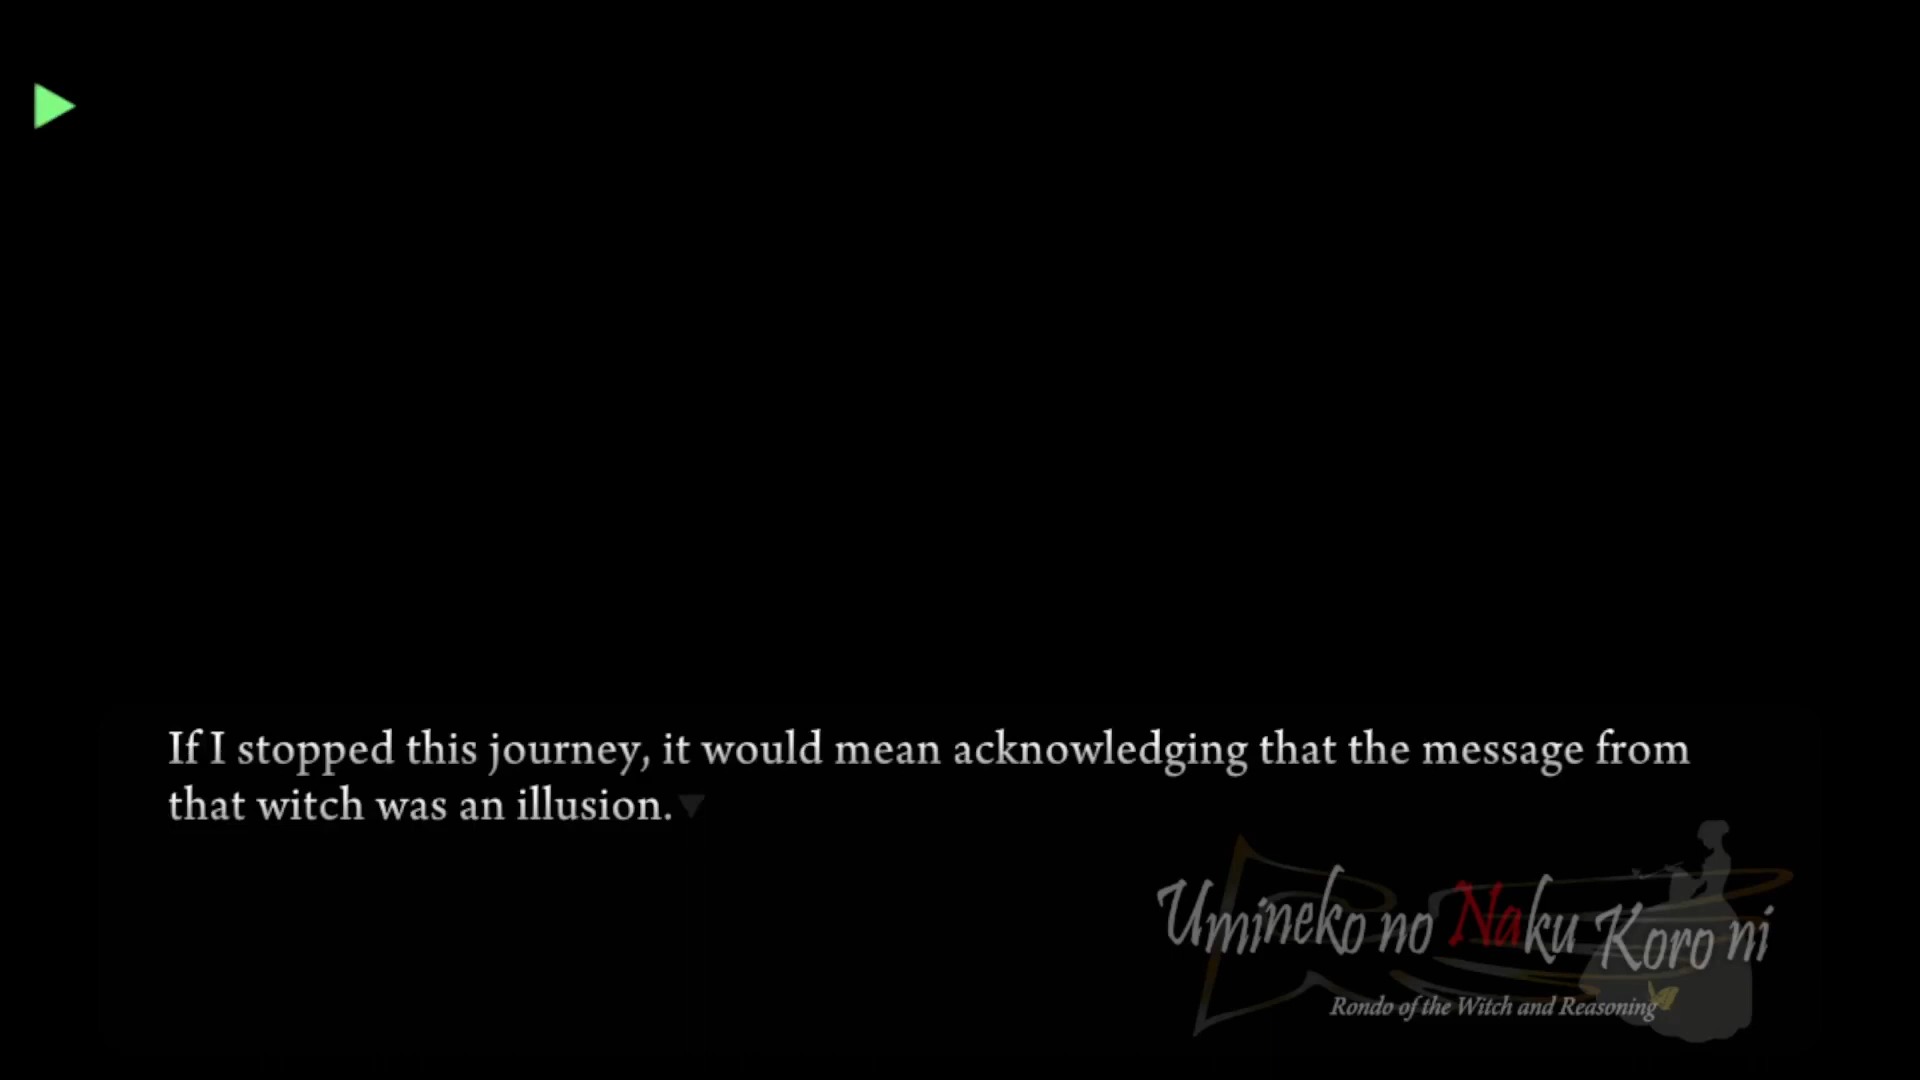 If I stopped this journey, it would mean acknowledging that the message from
that witch was an illusion.
Umineko no Naku Koro ni
Rondo of the Witch and Reasoning